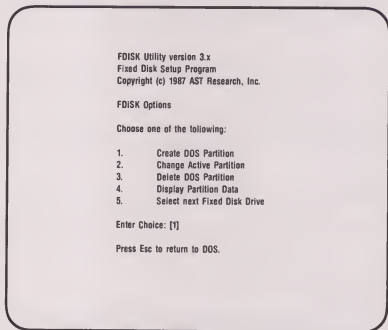 FDISK Utility version 3.x
Fixed Disk Setup Program
Copyright (c) 1987 AST Research, Inc.
FDISK Options
Choose one of the following:
1. Create DOS Partition
2. Change Active Partition
3. Delete DOS Partition
4. Display Partition Data
5. Select next Fixed Disk Drive
Enter Choice: [1]
Press Esc to return to DOS.